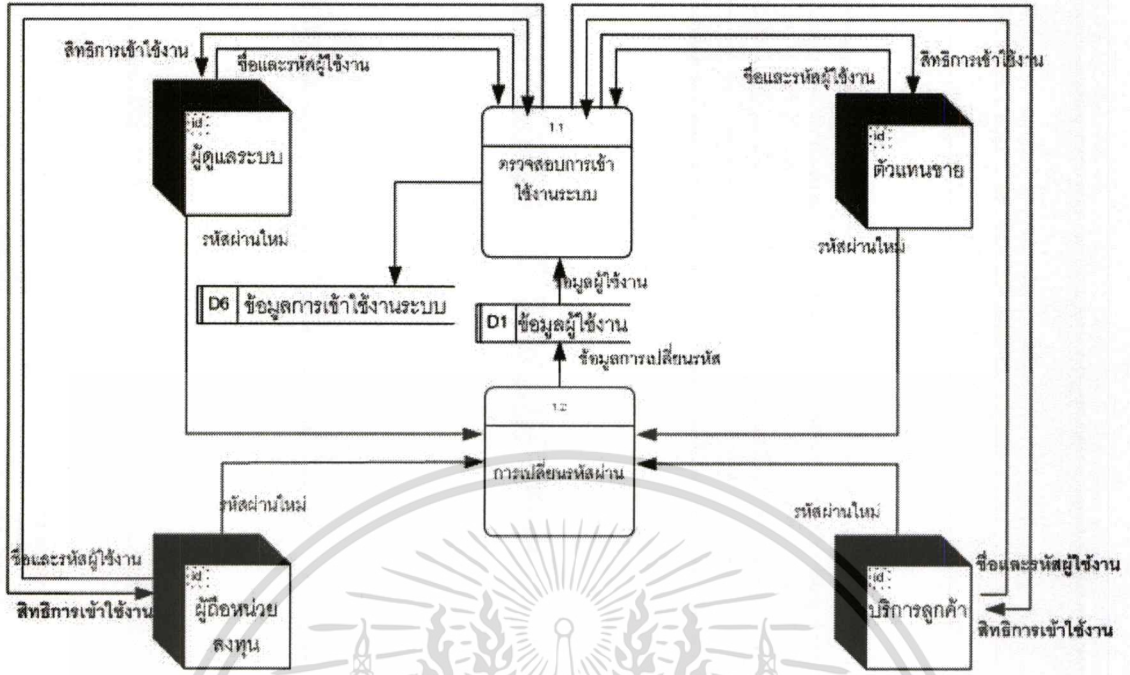 สิทธิการเข้าใช้งาน
ชื่อและรหัสผู้ใช้งาน
ชื่อและรหัสผู้ใช้งาน
สิทธิการเข้าใช้งาน
id
ผู้ดูแลระบบ
1.1
ตรวจสอบการเข้า
ใช้งานระบบ
id
ตัวแทนขาย
รหัสผ่านใหม่
รหัสผ่านใหม่
D6 ข้อมูลการเข้าใช้งานระบบ
ข้อมูลผู้ใช้งาน
D1 ข้อมูลผู้ใช้งาน
ข้อมูลการเปลี่ยนรหัส
1.2
การเปลี่ยนรหัสผ่าน
รหัสผ่านใหม่
รหัสผ่านใหม่
ชื่อและรหัสผู้ใช้งาน
สิทธิการเข้าใช้งาน
id
ผู้ถือหน่วย
ลงทุน
id
บริการลูกค้า
ชื่อและรหัสผู้ใช้งาน
สิทธิการเข้าใช้งาน